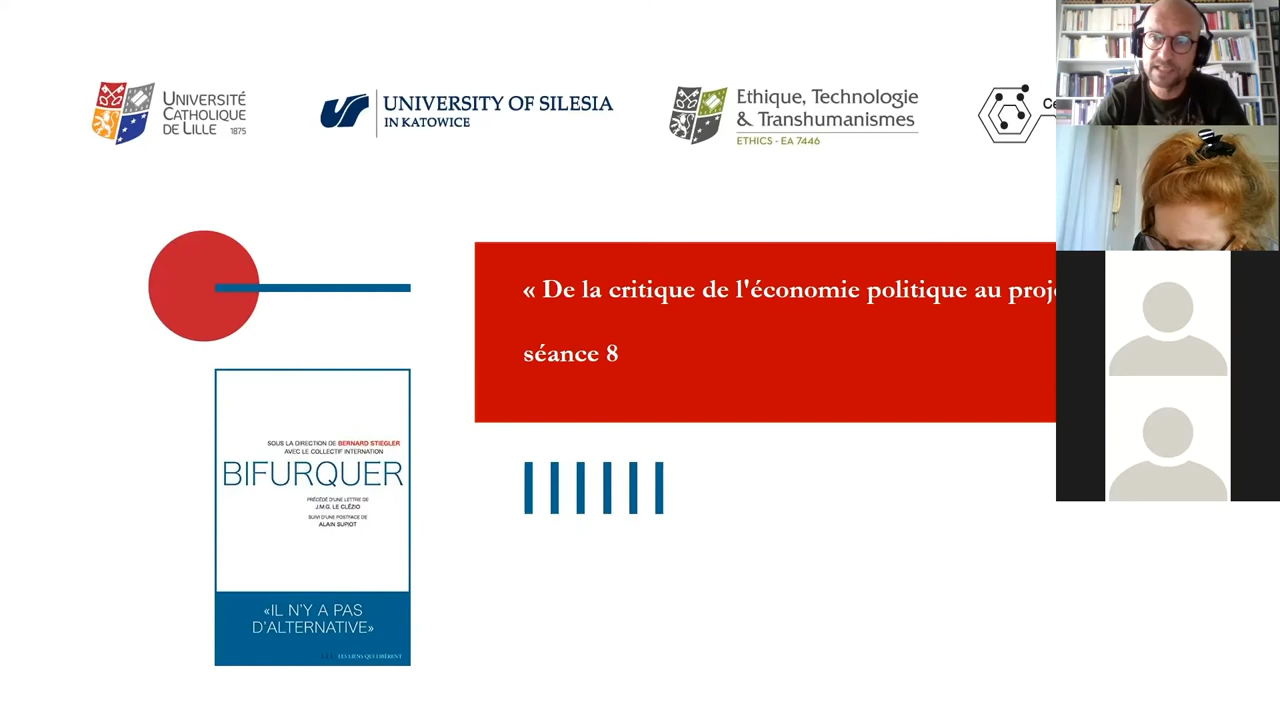 UNIVERSITÉ
CATHOLIQUE
DE LILLE 1875
UNIVERSITY OF SILESIA
IN KATOWICE
Ethique, Technologie
& Transhumanismes
ETHICS - EA 7446
Ce
« De la critique de l'économie politique au proj
séance 8
SOUS LA DIRECTION DE BERNARD STIEGLER
AVEC LE COLLECTIF INTERNATION
BIFURQUER
PRÉCÉDÉ D'UNE LETTRE DE
J.M.G. LE CLÉZIO
SUIVI D'UNE POSTFACE DE
ALAIN SUPIOT
«IL N'Y A PAS
D'ALTERNATIVE»
LES LIENS QUI LIBÈRENT